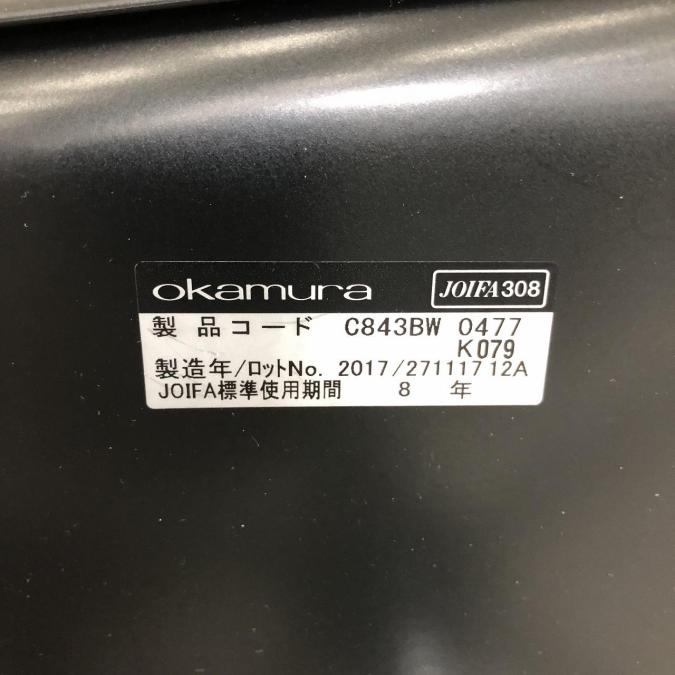 okamura JOIFA308
製品コード C843BW 0477
K079
製造年/ロットNo. 2017/27111712A
JOIFA標準使用期間 8 年